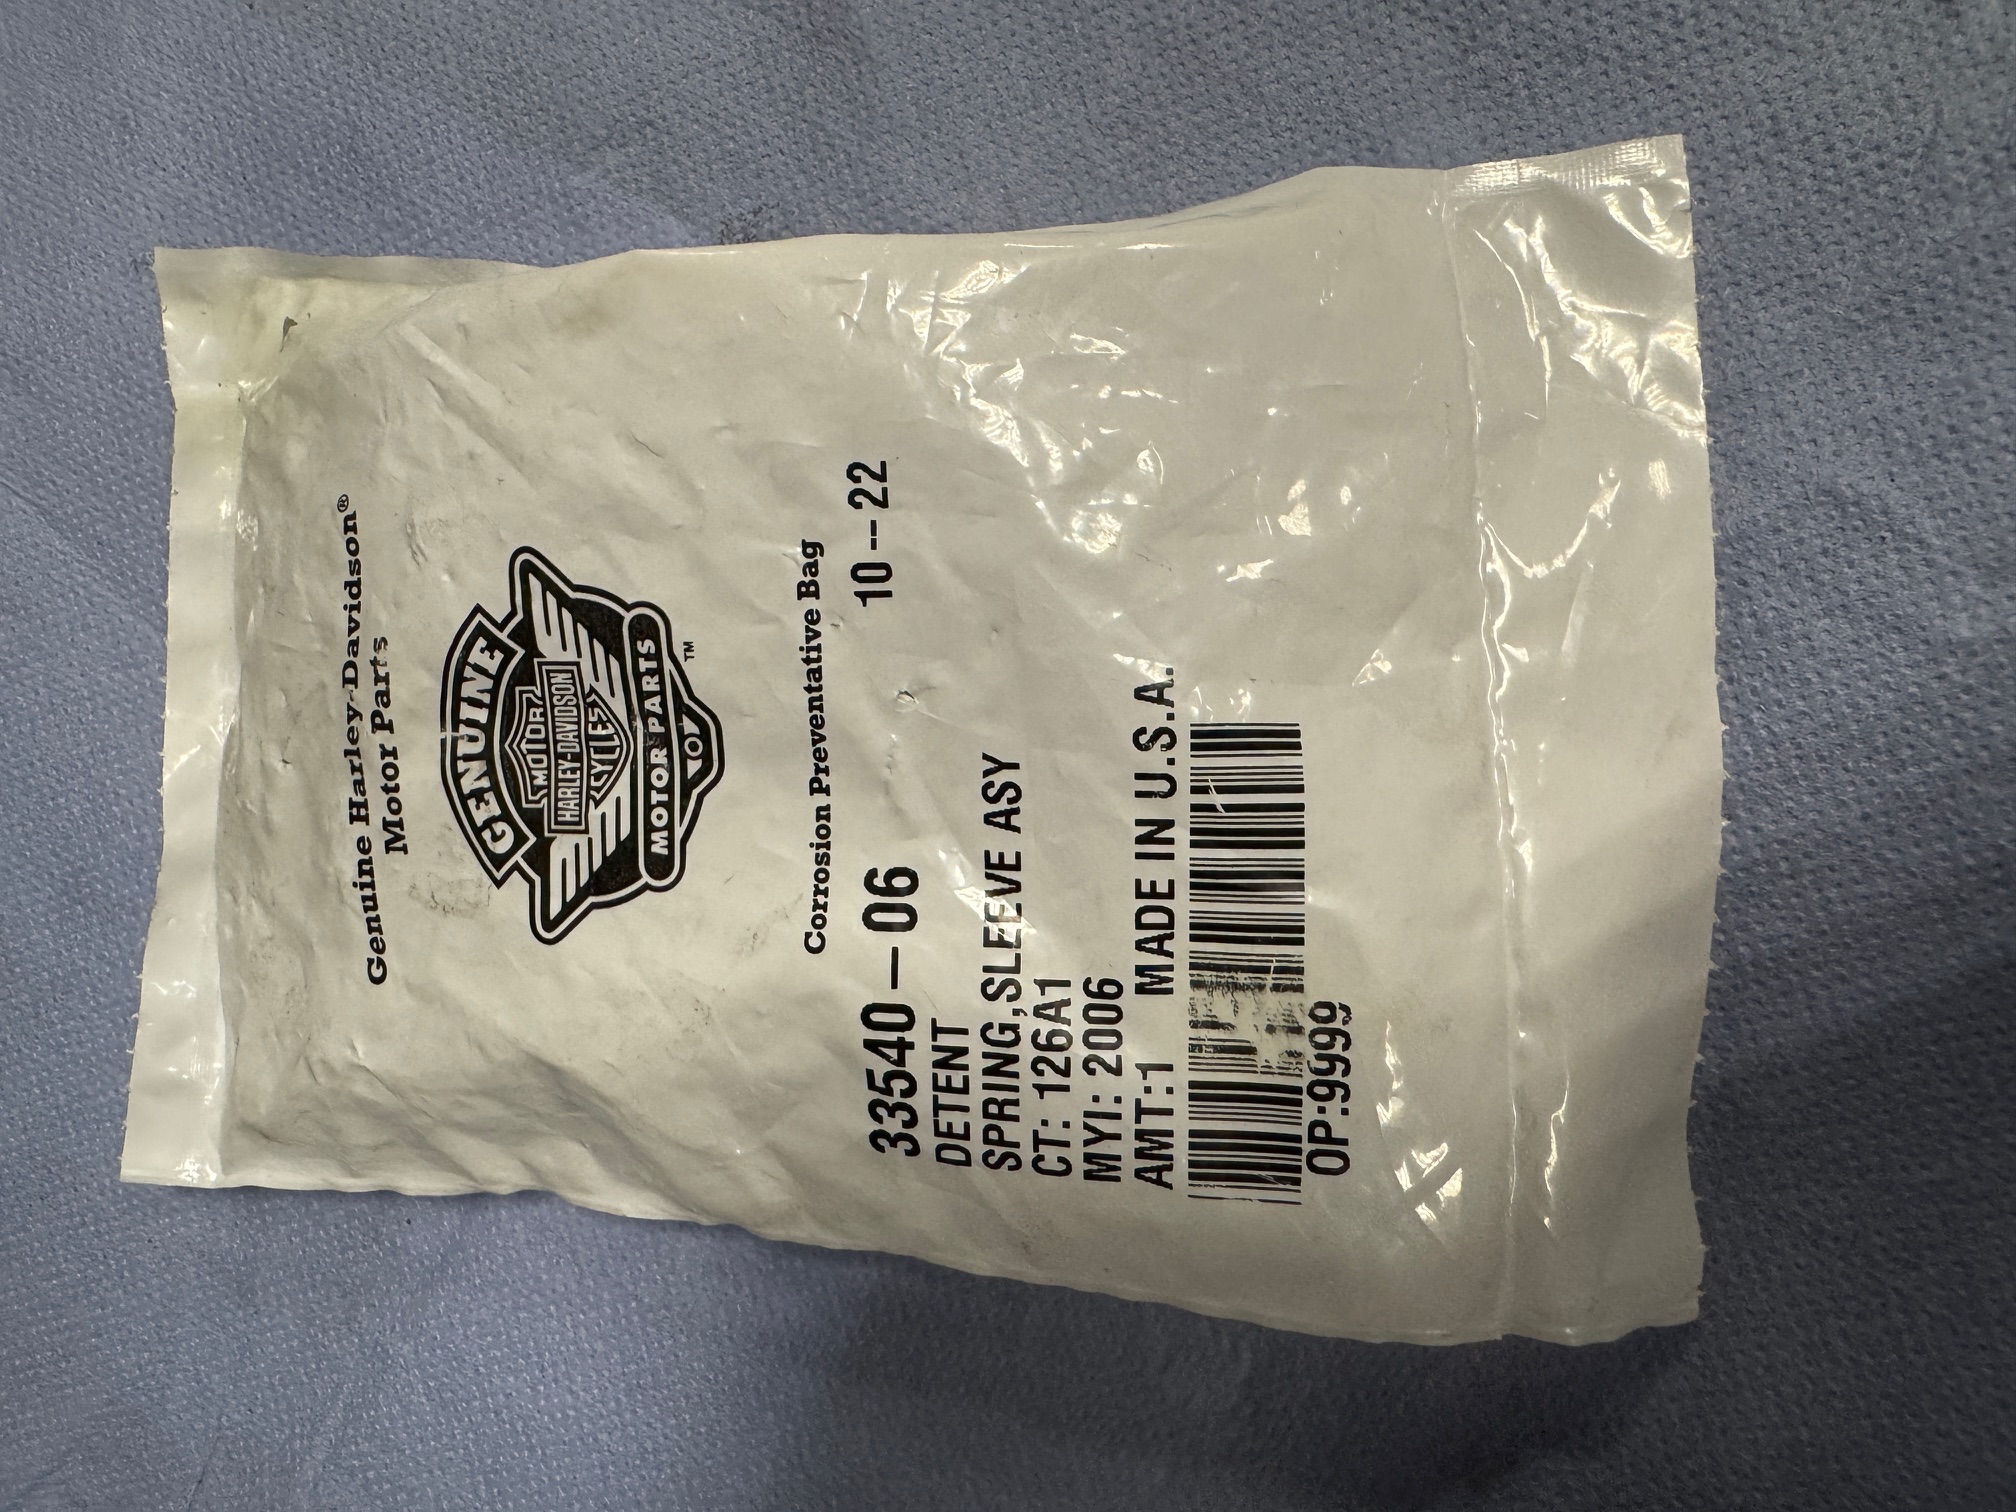 Genuine Harley-Davidson®
Motor Parts
GENUINE
MOTOR
HARLEY-DAVIDSON
CYCLES
MOTOR PARTS
™
Corrosion Preventative Bag
33540-06 10--22
DETENT
SPRING,SLEEVE ASY
CT: 126A1
MYI: 2006
AMT:1 MADE IN U.S.A.
OP:9999